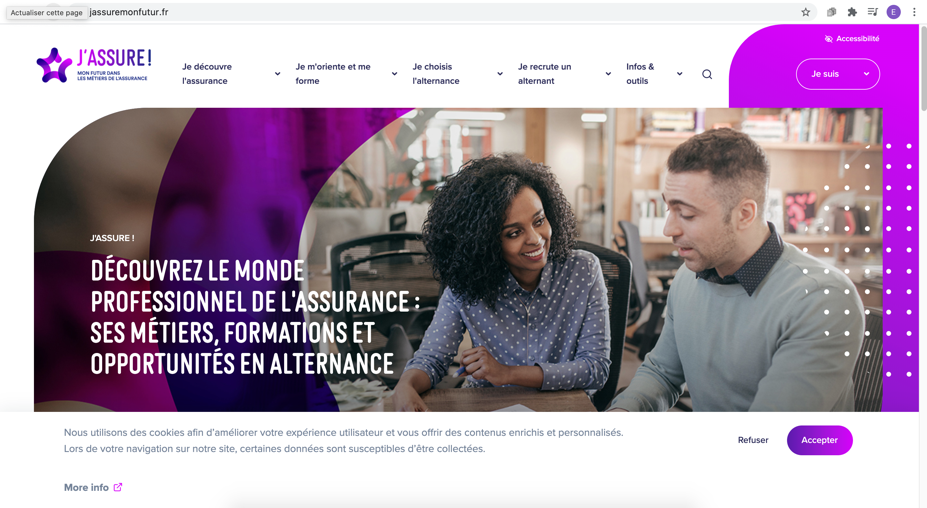 Actualiser cette page
jassuremonfutur.fr
E
Accessibilité
J'ASSURE !
MON FUTUR DANS
LES MÉTIERS DE L'ASSURANCE
Je découvre
l'assurance
Je m'oriente et me
forme
Je choisis
l'alternance
Je recrute un
alternant
Infos &
outils
Je suis
J'ASSURE !
DÉCOUVREZ LE MONDE
PROFESSIONNEL DE L'ASSURANCE :
SES MÉTIERS, FORMATIONS ET
OPPORTUNITÉS EN ALTERNANCE
Nous utilisons des cookies afin d'améliorer votre expérience utilisateur et vous offrir des contenus enrichis et personnalisés.
Lors de votre navigation sur notre site, certaines données sont susceptibles d'être collectées.
Refuser
Accepter
More info